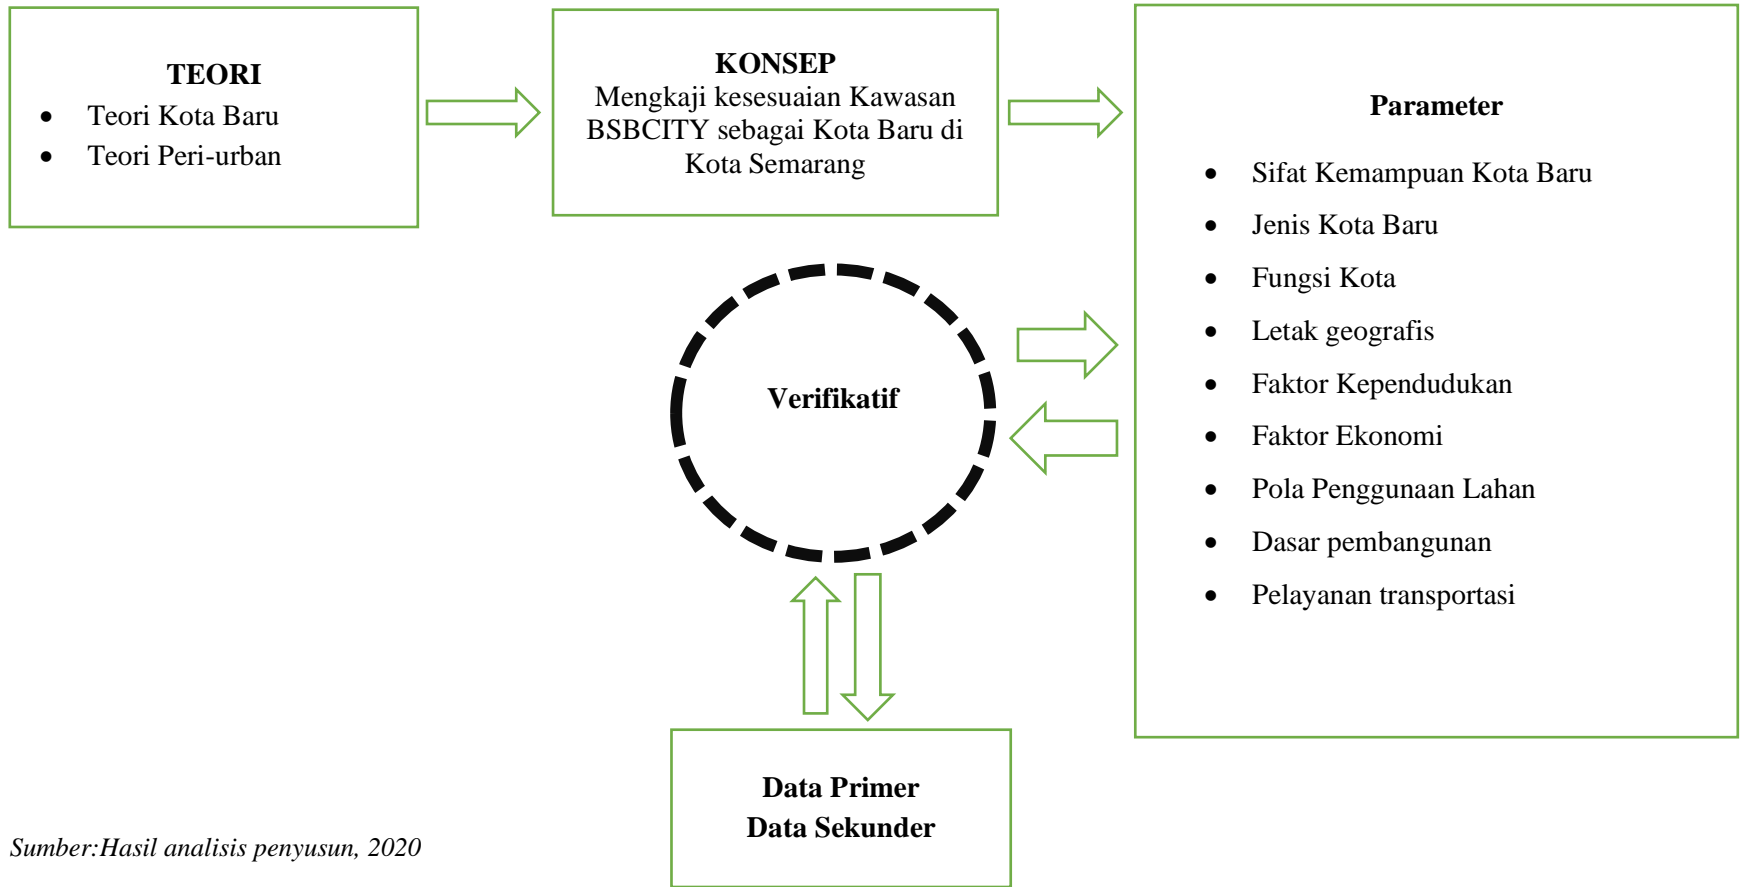 TEORI
• Teori Kota Baru
• Teori Peri-urban
KONSEP
Mengkaji kesesuaian Kawasan
BSBCITY sebagai Kota Baru di
Kota Semarang
Parameter
• Sifat Kemampuan Kota Baru
• Jenis Kota Baru
• Fungsi Kota
• Letak geografis
• Faktor Kependudukan
• Faktor Ekonomi
• Pola Penggunaan Lahan
• Dasar pembangunan
• Pelayanan transportasi
Verifikatif
Data Primer
Data Sekunder
Sumber:Hasil analisis penyusun, 2020